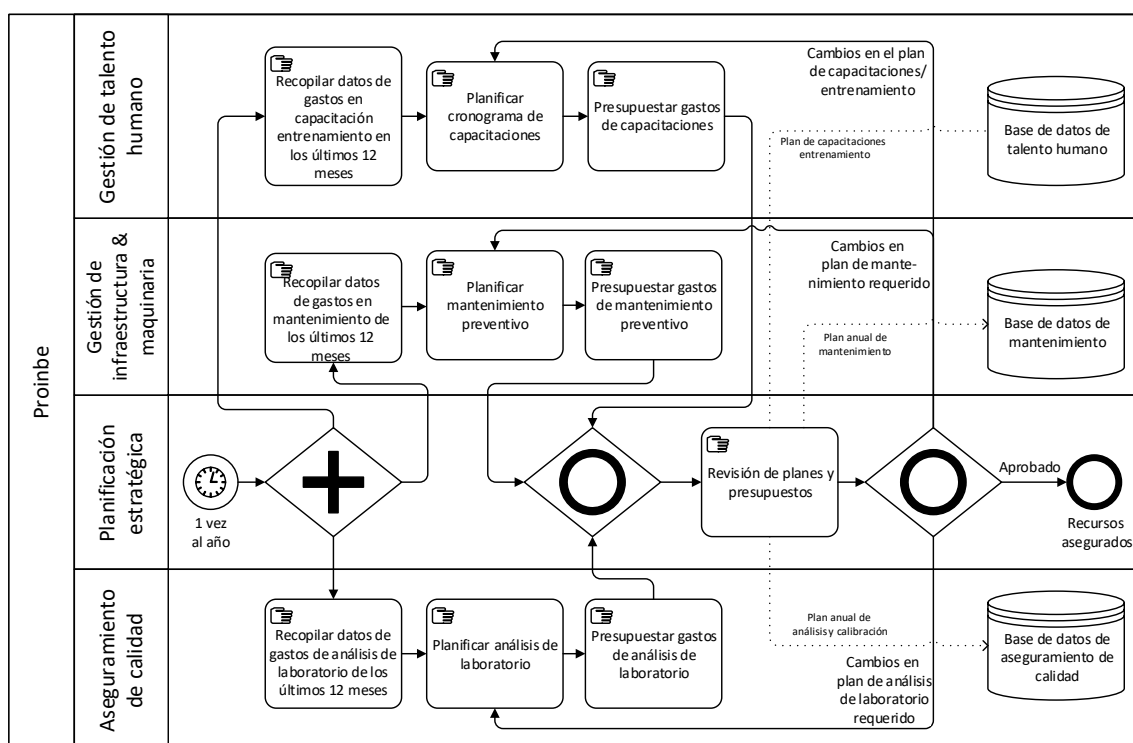 Proinbe
Gestión de talento
humano
Recopilar datos de
gastos en
capacitación
entrenamiento en
los últimos 12
meses
Planificar
cronograma de
capacitaciones
Presupuestar gastos
de capacitaciones
Cambios en el plan
de capacitaciones/
entrenamiento
Plan de capacitaciones
entrenamiento
Base de datos de
talento humano
Gestión de
infraestructura &
maquinaria
Recopilar datos
de gastos en
mantenimiento de
los últimos 12
meses
Planificar
mantenimiento
preventivo
Presupuestar gastos
de mantenimiento
preventivo
Cambios en
plan de mante-
nimiento requerido
Plan anual de
mantenimiento
Base de datos de
mantenimiento
Planificación
estratégica
1 vez
al año
Revisión de planes y
presupuestos
Aprobado
Recursos
asegurados
Aseguramiento
de calidad
Recopilar datos de
gastos de análisis de
laboratorio de los
últimos 12 meses
Planificar análisis de
laboratorio
Presupuestar gastos
de análisis de
laboratorio
Plan anual de
análisis y calibración
Cambios en
plan de análisis
de laboratorio
requerido
Base de datos de
aseguramiento de
calidad